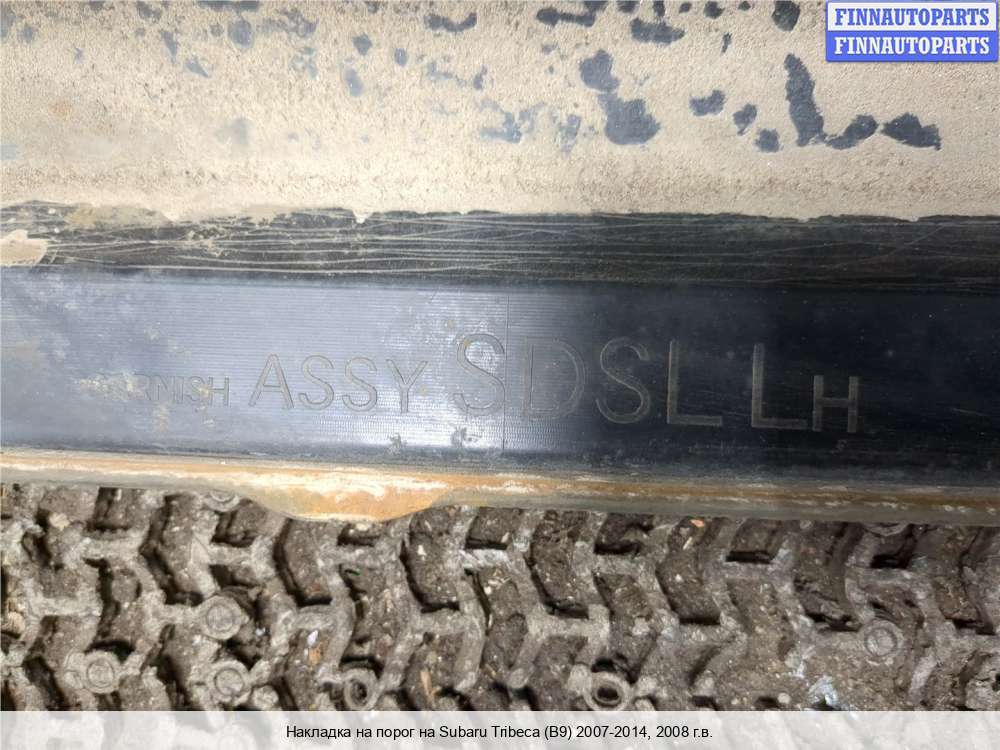 FINNAUTOPARTS
FINNAUTOPARTS
ASSY SDSL LH
Накладка на порог на Subaru Tribeca (B9) 2007-2014, 2008 г.в.